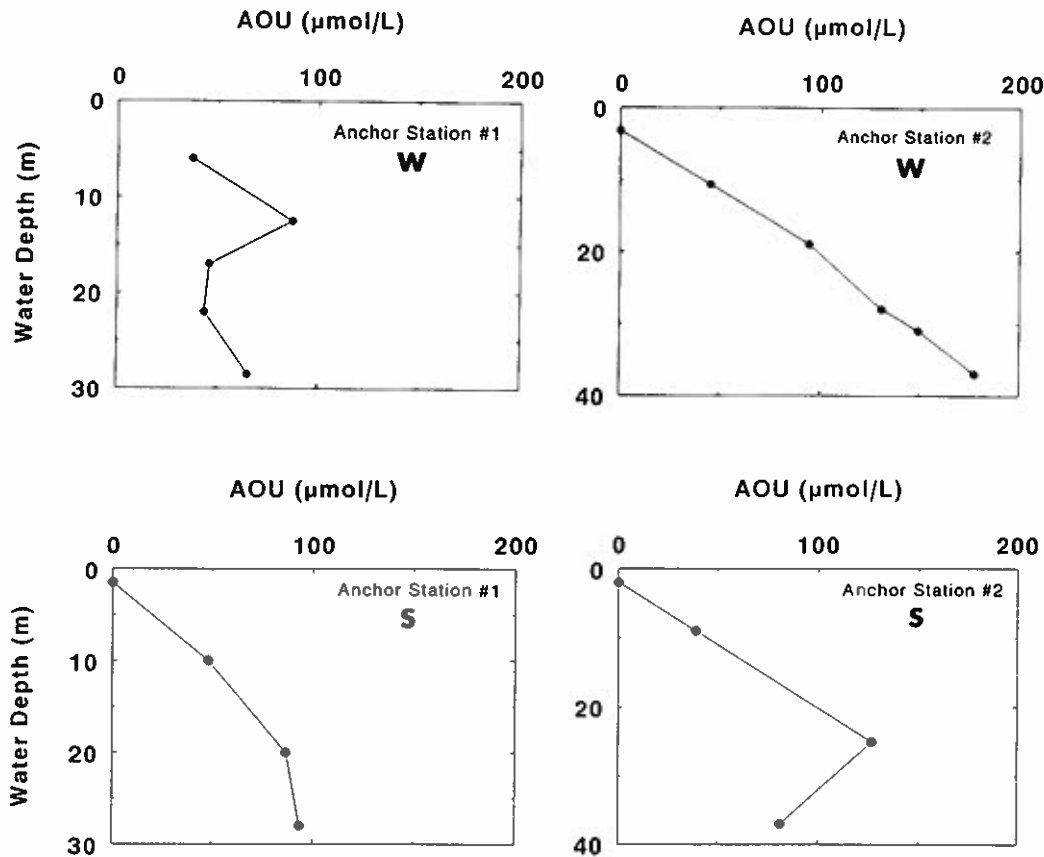 AOU (µmol/L)
AOU (µmol/L)
0 100 200
0 100 200
0
10
20
30
Water Depth (m)
Anchor Station #1
W
0
20
40
Anchor Station #2
W
AOU (µmol/L)
AOU (µmol/L)
0 100 200
0 100 200
0
10
20
30
Water Depth (m)
Anchor Station #1
S
0
20
40
Anchor Station #2
S